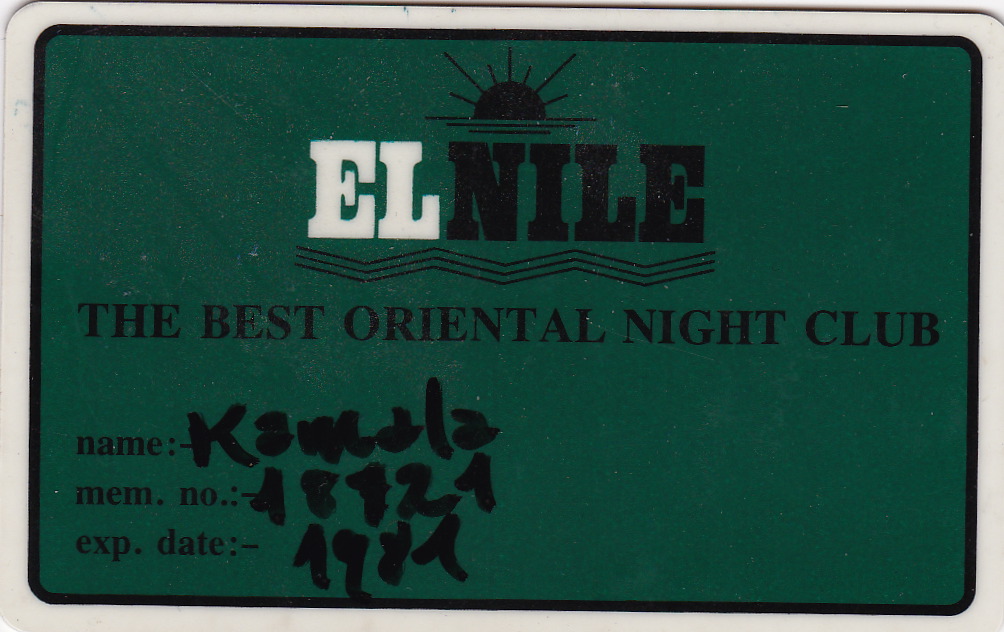 EL NILE
THE BEST ORIENTAL NIGHT CLUB
name:- Kamala
mem. no.:- 18721
exp. date:- 1981